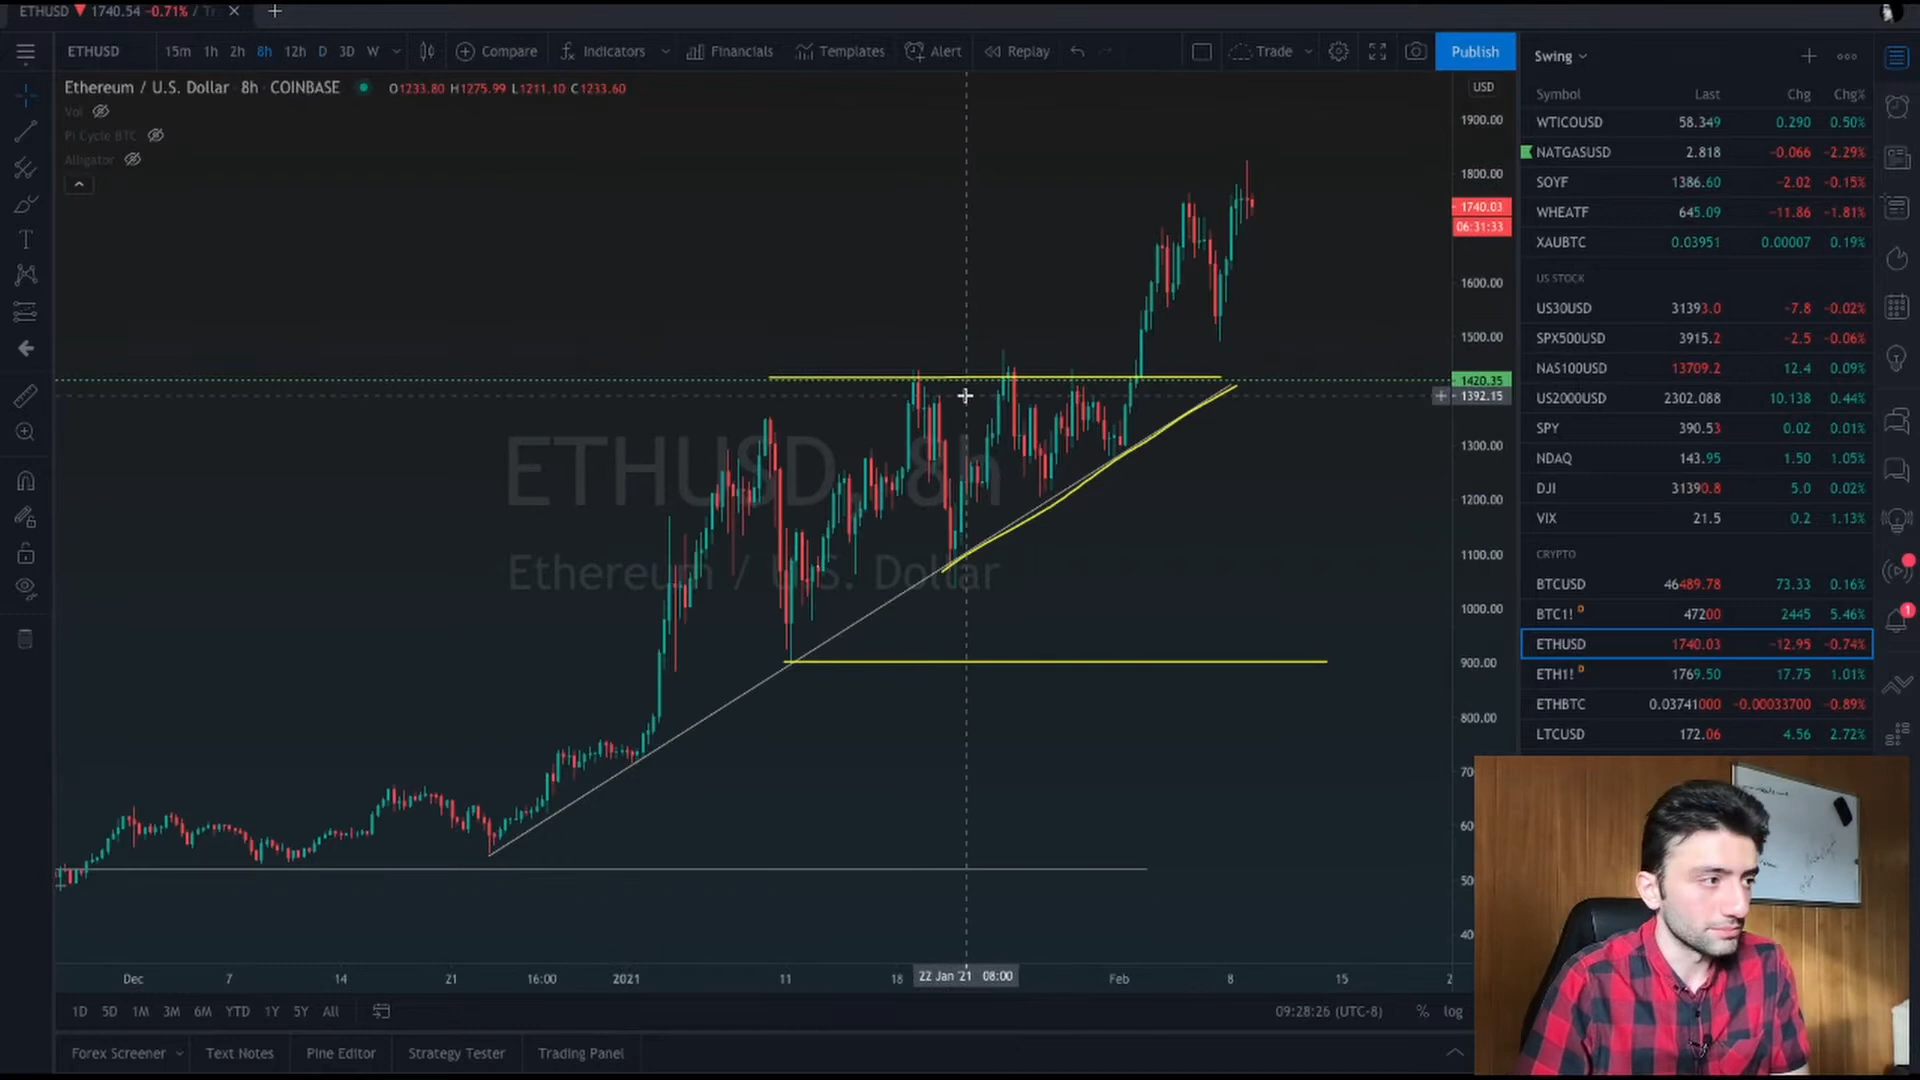 ETHUSD ▼ 1740.54 −0.71% /
ETHUSD 15m 1h 2h 8h 12h D 3D W Compare Indicators Financials Templates Alert Replay Trade Publish
Ethereum / U.S. Dollar 8h COINBASE O1233.80 H1275.99 L1211.10 C1233.60
Vol
Pi Cycle BTC
Alligator
USD
1900.00
1800.00
1740.03
06:31:33
1600.00
1500.00
1420.35
1392.15
1300.00
1200.00
1100.00
1000.00
900.00
800.00
ETHUSD, 8h
Ethereum / U.S. Dollar
Dec 7 14 21 16:00 2021 11 18 22 Jan '21 08:00 Feb 8 15
1D 5D 1M 3M 6M YTD 1Y 5Y All 09:28:26 (UTC-8) % log
Forex Screener Text Notes Pine Editor Strategy Tester Trading Panel
Swing
Symbol Last Chg Chg%
WTICOUSD 58.349 0.290 0.50%
NATGASUSD 2.818 −0.066 −2.29%
SOYF 1386.60 −2.02 −0.15%
WHEATF 645.09 −11.86 −1.81%
XAUBTC 0.03951 0.00007 0.19%
US STOCK
US30USD 31393.0 −7.8 −0.02%
SPX500USD 3915.2 −2.5 −0.06%
NAS100USD 13709.2 12.4 0.09%
US2000USD 2302.088 10.138 0.44%
SPY 390.53 0.02 0.01%
NDAQ 143.95 1.50 1.05%
DJI 31390.8 5.0 0.02%
VIX 21.5 0.2 1.13%
CRYPTO
BTCUSD 46489.78 73.33 0.16%
BTC1! D 47200 2445 5.46%
ETHUSD 1740.03 −12.95 −0.74%
ETH1! D 1769.50 17.75 1.01%
ETHBTC 0.03741000 −0.00033700 −0.89%
LTCUSD 172.06 4.56 2.72%
1